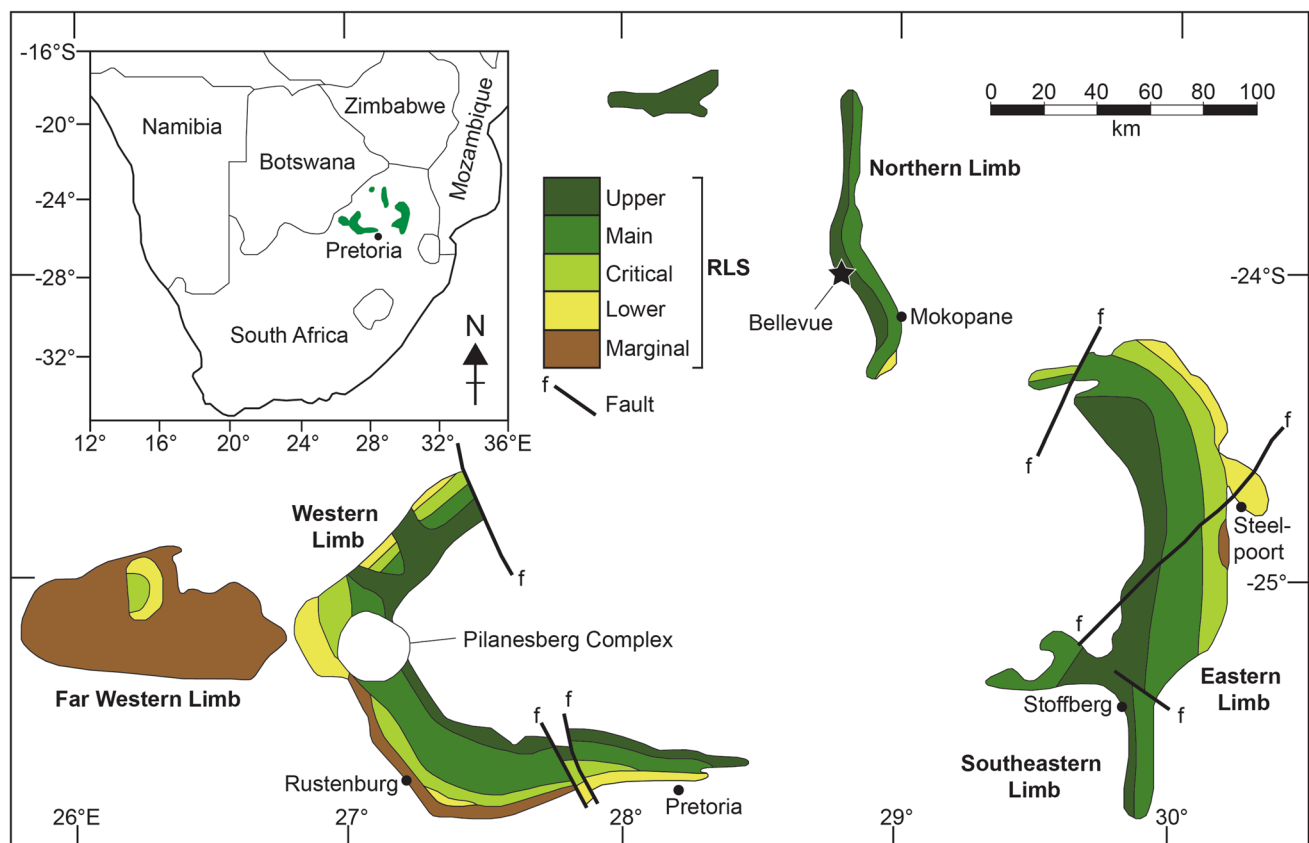 -16°S
-20°
-24°
-28°
-32°
12°
16°
20°
24°
28°
32°
36°E
Namibia
Botswana
Zimbabwe
Mozambique
Pretoria
South Africa
N
Upper
Main
Critical
Lower
Marginal
RLS
f
Fault
0 20 40 60 80 100
km
Northern Limb
-24°S
Bellevue
Mokopane
f
f
f
Steel-
poort
-25°
f
Eastern
Limb
Stoffberg
f
Southeastern
Limb
Western
Limb
f
Pilanesberg Complex
Far Western Limb
f
f
Rustenburg
Pretoria
26°E
27°
28°
29°
30°